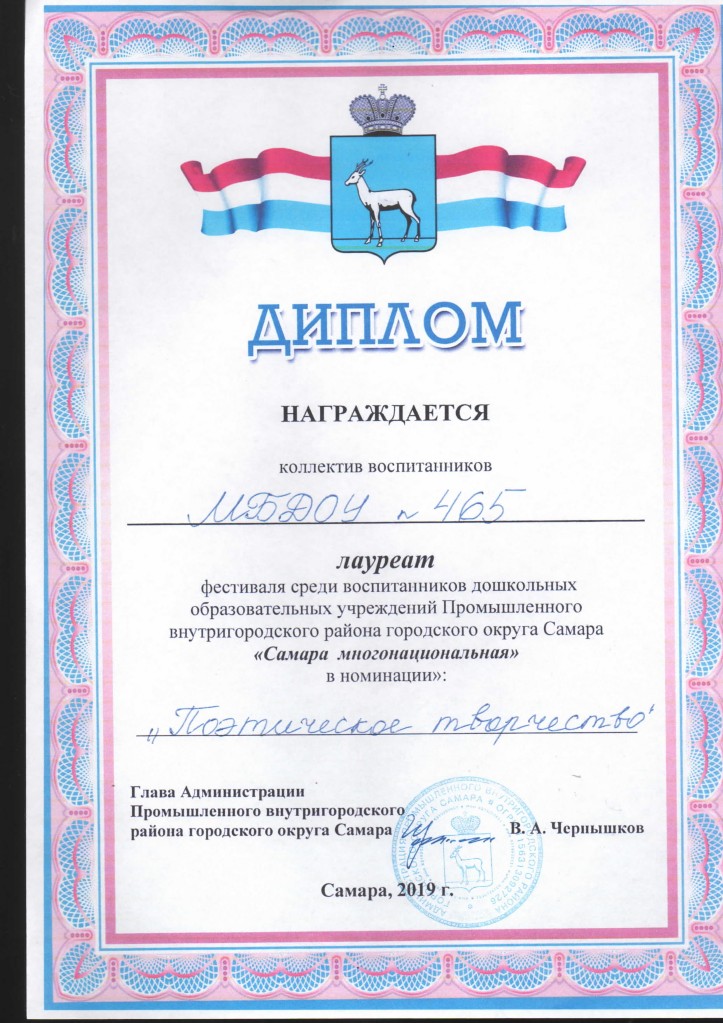 ДИПЛОМ
НАГРАЖДАЕТСЯ
коллектив воспитанников
МБДОУ № 465
лауреат
фестиваля среди воспитанников дошкольных
образовательных учреждений Промышленного
внутригородского района городского округа Самара
«Самара многонациональная»
в номинации»:
„Поэтическое творчество"
Глава Администрации
Промышленного внутригородского
района городского округа Самара
В. А. Чернышков
Самара, 2019 г.